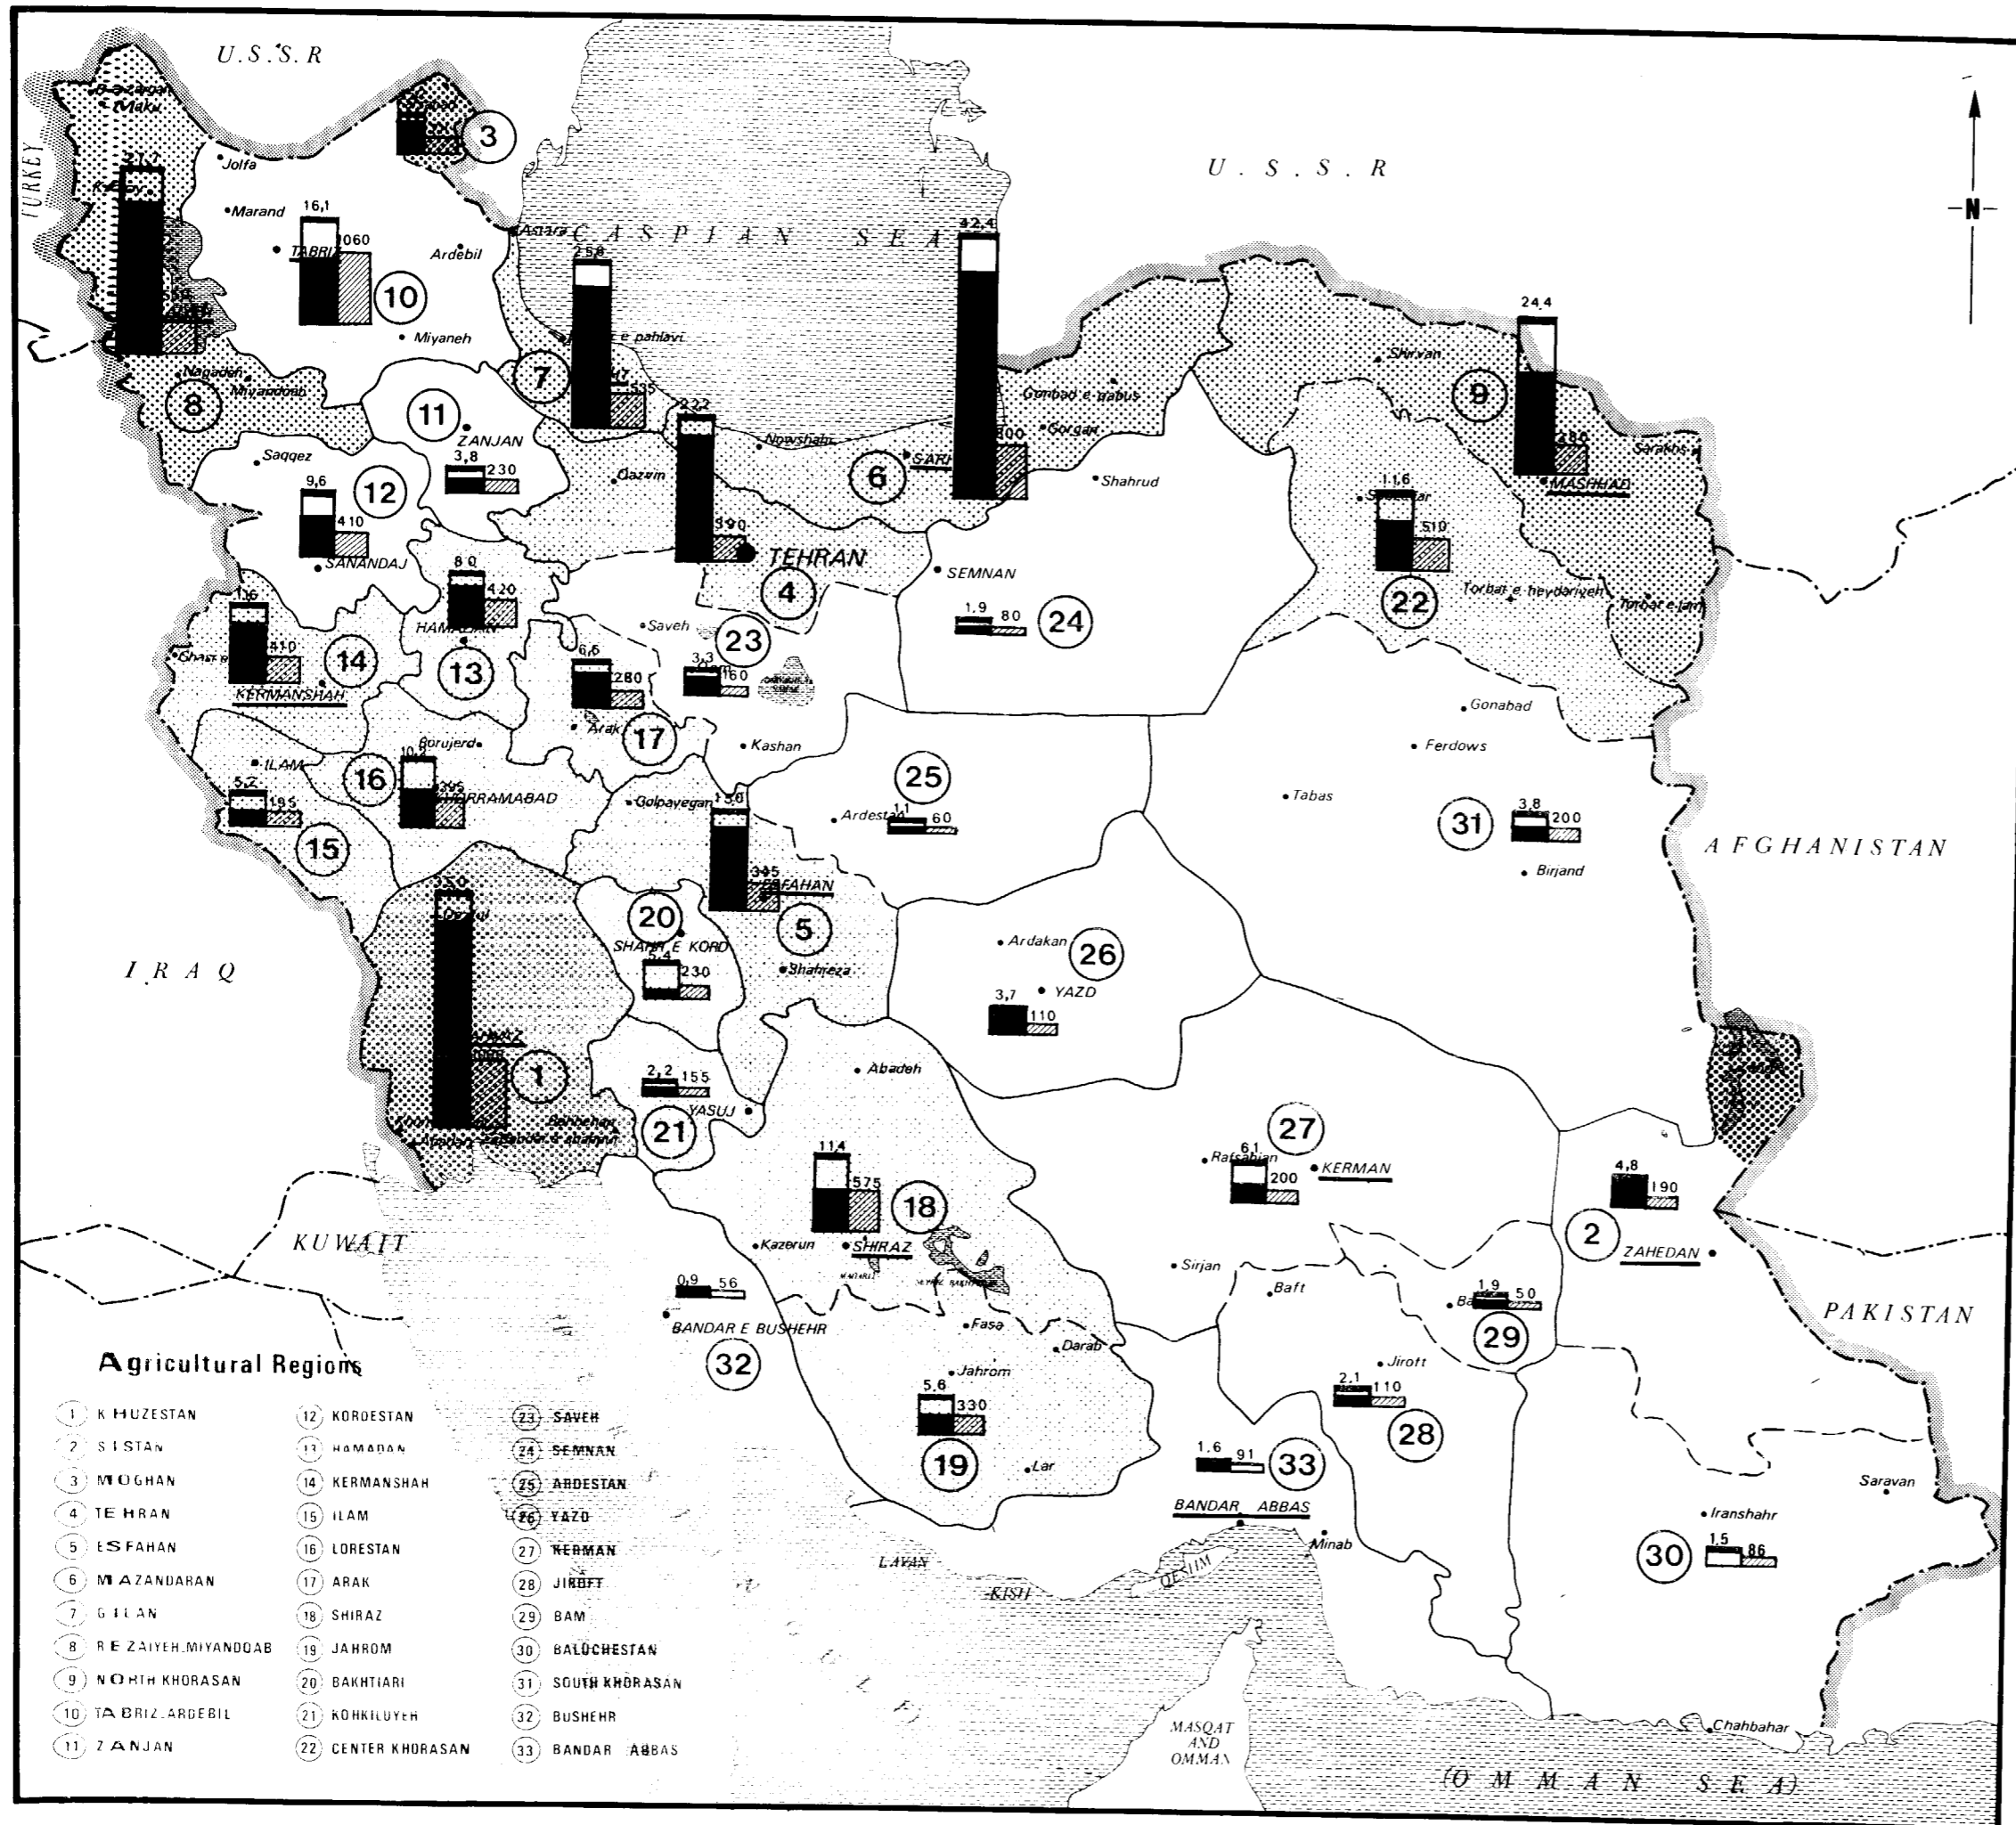 U.S.S.R
U.S.S.R
TURKEY
Maku
3
Jolfa
Marand
16,1
1060
TABRIZ
Ardebil
10
Miyaneh
Astara
CASPIAN SEA
42,4
N
24,4
Shirvan
9
Gonbad e qabus
Gorgan
Sarakhs
MASHHAD
25,8
e pahlavi
7
535
8
Nagadeh
Miyandoab
11
ZANJAN
3,8
230
Saqqez
12
9,6
410
SANANDAJ
Qazvin
Nowshahr
6
SARI
800
Shahrud
390
TEHRAN
4
SEMNAN
1,9
80
24
11,6
510
22
Torbat e heydariyeh
Torbat e jam
8 0
420
HAMADAN
13
410
14
KERMANSHAH
Saveh
23
3,3
160
6,5
280
Arak
17
Kashan
Gonabad
Ferdows
Tabas
3,8
200
31
Birjand
AFGHANISTAN
Borujerd
ILAM
16
10,2
395
5,2
195
15
Golpayegan
25
Ardestan
1,1
60
345
ESFAHAN
5
Shahreza
20
SHAHR E KORD
5,4
230
IRAQ
1
2,2
155
YASUJ
21
Ardakan
26
YAZD
3,7
110
Abadeh
11,4
575
18
Kazerun
SHIRAZ
27
Rafsanjan
6,1
200
KERMAN
4,8
190
2
ZAHEDAN
KUWAIT
Sirjan
Baft
1,9
50
29
PAKISTAN
0,9
56
BANDAR E BUSHEHR
32
Fasa
Darab
Jahrom
5,6
330
19
Lar
Jiroft
2,1
110
28
1,6
91
33
BANDAR ABBAS
Minab
Saravan
Iranshahr
1,5
86
30
LAVAN
KISH
QESHM
MASQAT
AND
OMMAN
Chahbahar
(OMMAN SEA)
Agricultural Regions
1 KHUZESTAN
2 SISTAN
3 MOGHAN
4 TEHRAN
5 ESFAHAN
6 MAZANDARAN
7 GILAN
8 REZAIYEH.MIYANDOAB
9 NORTH KHORASAN
10 TABRIZ.ARDEBIL
11 ZANJAN
12 KORDESTAN
13 HAMADAN
14 KERMANSHAH
15 ILAM
16 LORESTAN
17 ARAK
18 SHIRAZ
19 JAHROM
20 BAKHTIARI
21 KOHKILUYEH
22 CENTER KHORASAN
23 SAVEH
24 SEMNAN
25 ARDESTAN
26 YAZD
27 KERMAN
28 JIROFT
29 BAM
30 BALUCHESTAN
31 SOUTH KHORASAN
32 BUSHEHR
33 BANDAR ABBAS